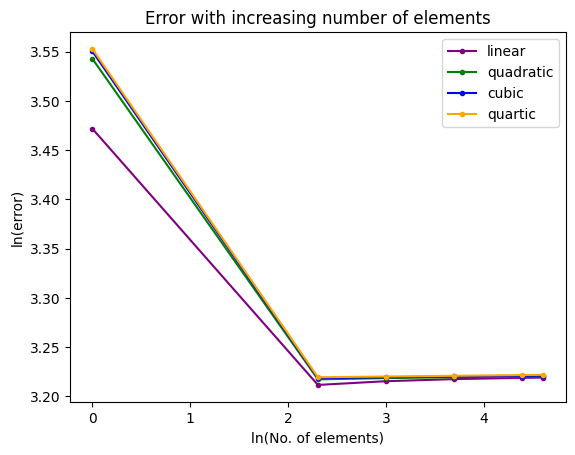 Error with increasing number of elements
linear
quadratic
cubic
quartic
ln(error)
3.55
3.50
3.45
3.40
3.35
3.30
3.25
3.20
0 1 2 3 4
ln(No. of elements)